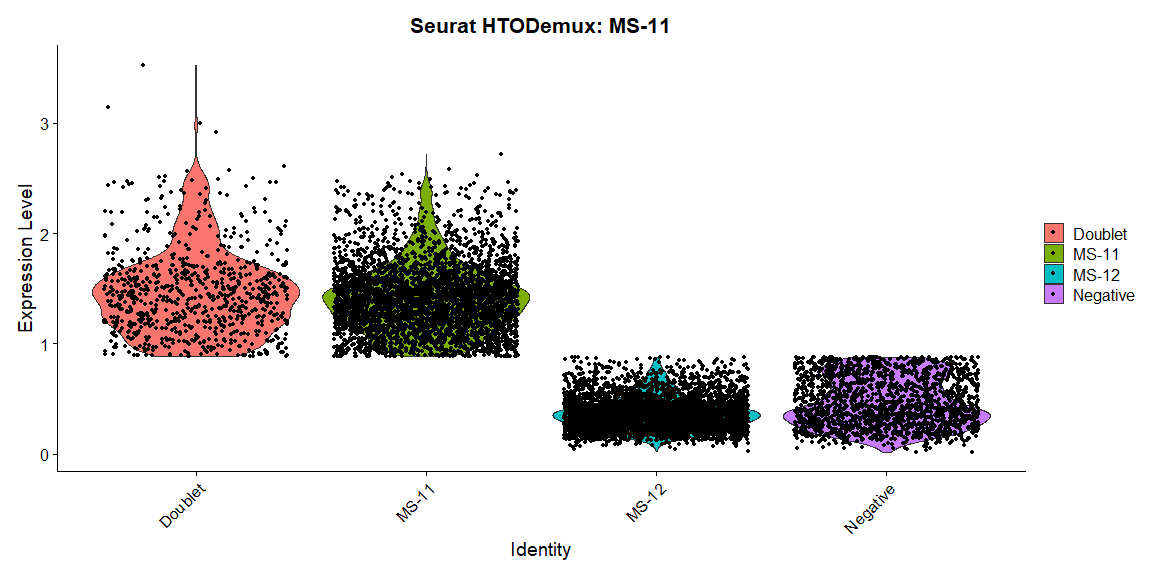 Seurat HTODemux: MS-11
Expression Level
3
2
1
0
Doublet
MS-11
MS-12
Negative
Identity
Doublet
MS-11
MS-12
Negative